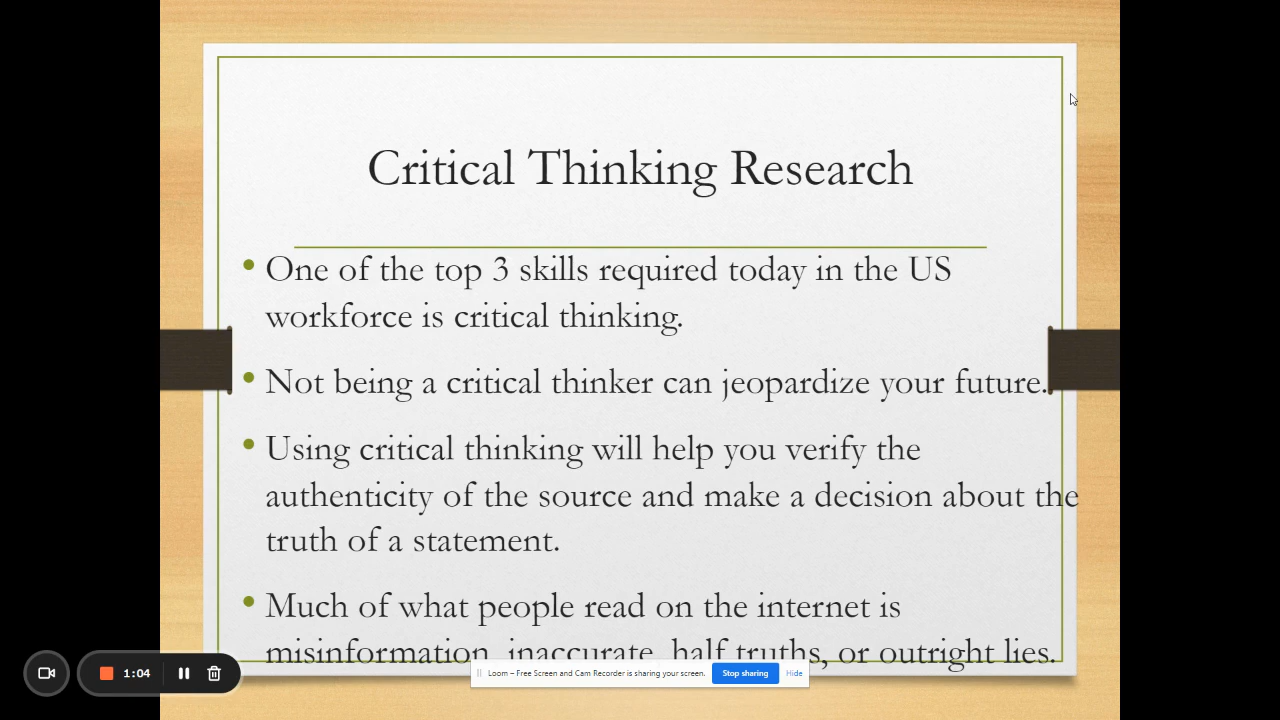 Critical Thinking Research
• One of the top 3 skills required today in the US
workforce is critical thinking.
• Not being a critical thinker can jeopardize your future.
• Using critical thinking will help you verify the
authenticity of the source and make a decision about the
truth of a statement.
• Much of what people read on the internet is
misinformation, inaccurate, half truths, or outright lies.
1:04
Loom – Free Screen and Cam Recorder is sharing your screen. Stop sharing Hide